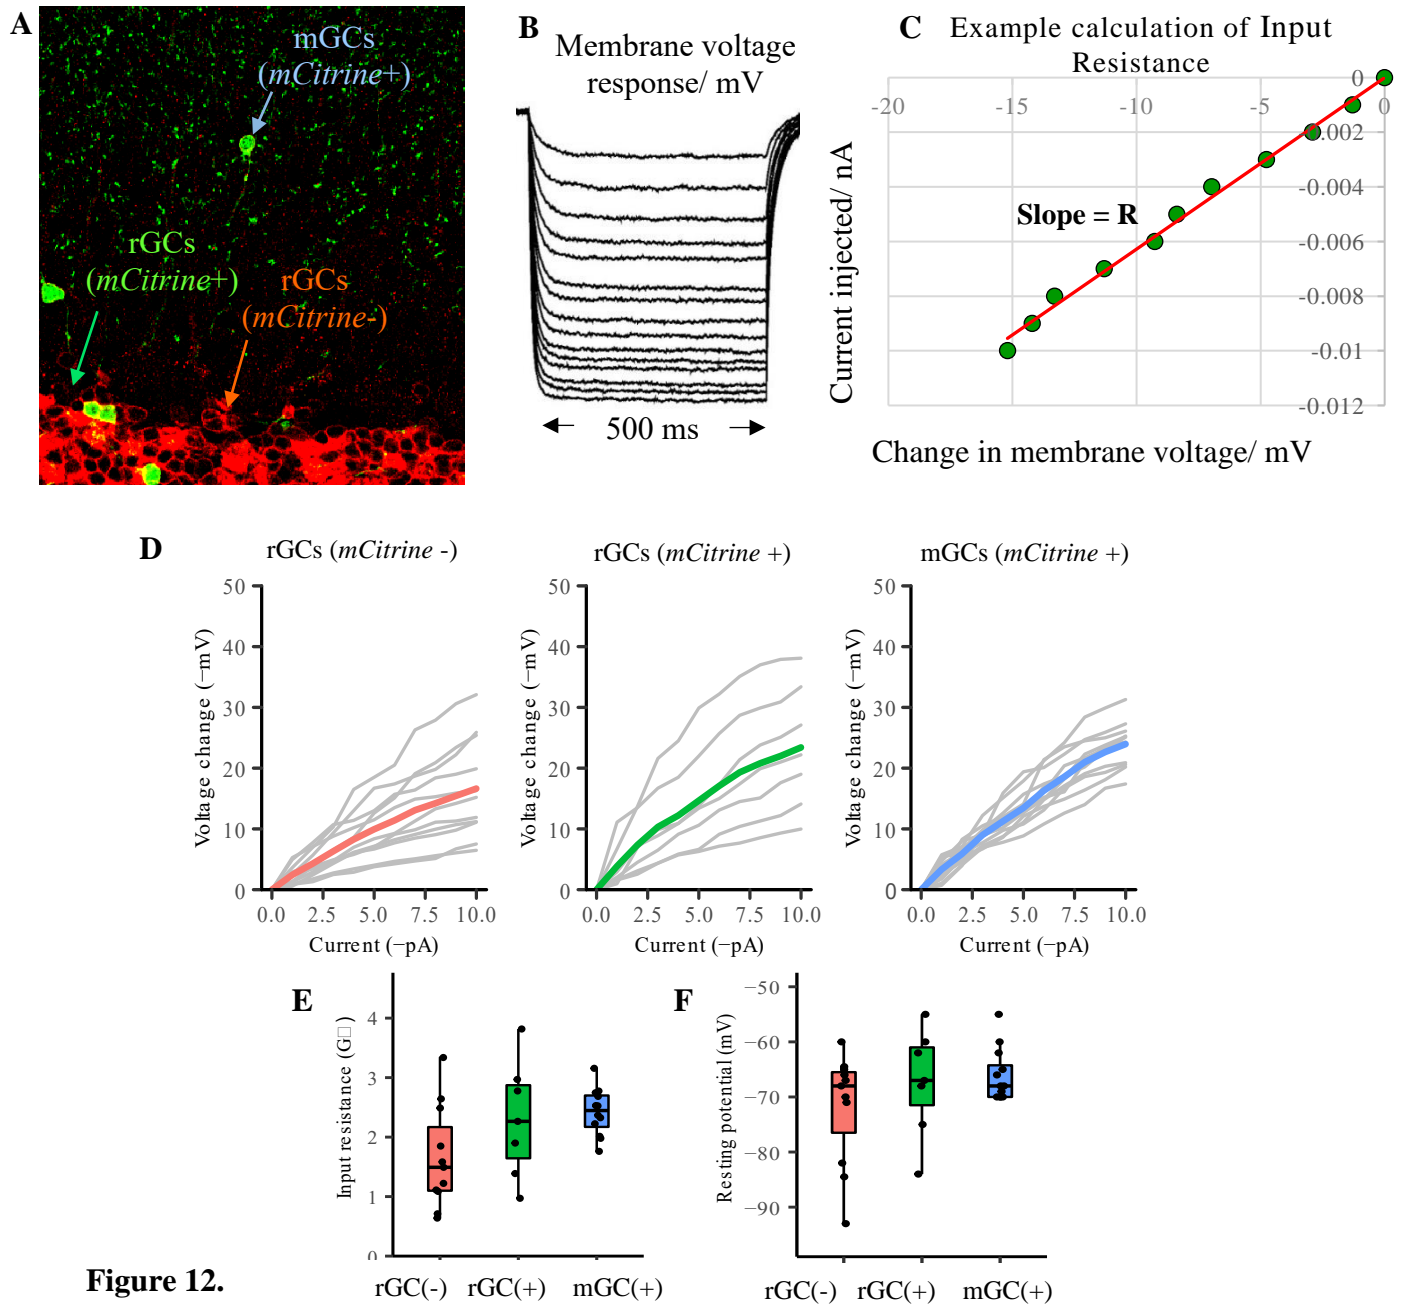 A
mGCs
(mCitrine+)
rGCs
(mCitrine+)
rGCs
(mCitrine-)
B
Membrane voltage
response/ mV
500 ms
C
Example calculation of Input
Resistance
-20
-15
-10
-5
0
0
-0.002
-0.004
-0.006
-0.008
-0.01
-0.012
Slope = R
Current injected/ nA
Change in membrane voltage/ mV
D
rGCs (mCitrine -)
50
40
30
20
10
0
Voltage change (−mV)
0.0 2.5 5.0 7.5 10.0
Current (−pA)
rGCs (mCitrine +)
50
40
30
20
10
0
Voltage change (−mV)
0.0 2.5 5.0 7.5 10.0
Current (−pA)
mGCs (mCitrine +)
50
40
30
20
10
0
Voltage change (−mV)
0.0 2.5 5.0 7.5 10.0
Current (−pA)
E
4
3
2
1
0
Input resistance (G□)
rGC(-) rGC(+) mGC(+)
F
−50
−60
−70
−80
−90
Resting potential (mV)
rGC(-) rGC(+) mGC(+)
Figure 12.